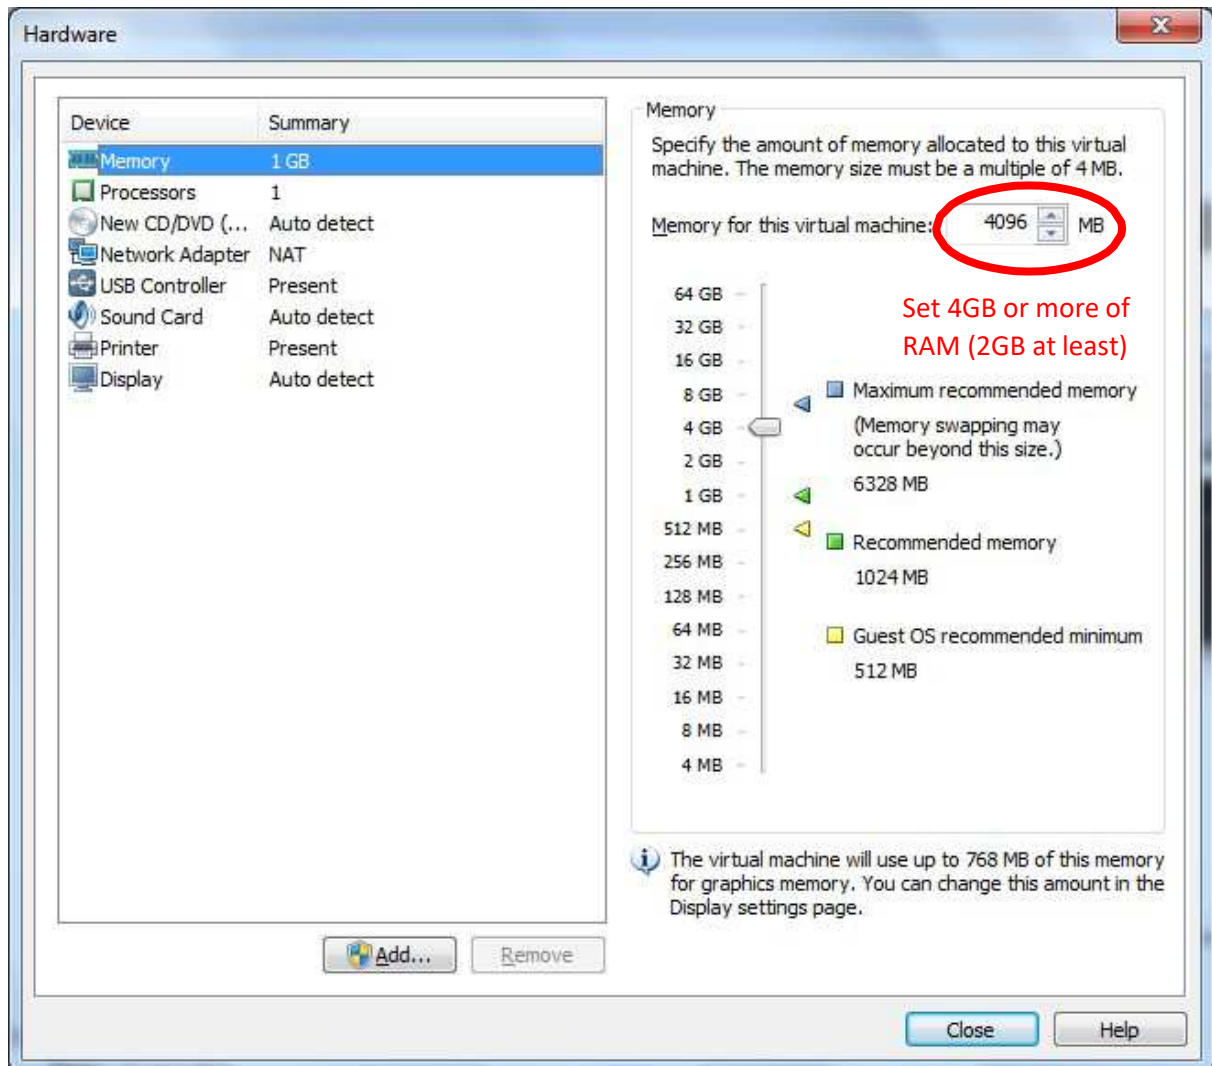 Hardware
Device Summary
Memory 1 GB
Processors 1
New CD/DVD (... Auto detect
Network Adapter NAT
USB Controller Present
Sound Card Auto detect
Printer Present
Display Auto detect
Add... Remove
Memory
Specify the amount of memory allocated to this virtual
machine. The memory size must be a multiple of 4 MB.
Memory for this virtual machine: 4096 MB
Set 4GB or more of
RAM (2GB at least)
64 GB
32 GB
16 GB
8 GB
4 GB
2 GB
1 GB
512 MB
256 MB
128 MB
64 MB
32 MB
16 MB
8 MB
4 MB
Maximum recommended memory
(Memory swapping may
occur beyond this size.)
6328 MB
Recommended memory
1024 MB
Guest OS recommended minimum
512 MB
The virtual machine will use up to 768 MB of this memory
for graphics memory. You can change this amount in the
Display settings page.
Close Help